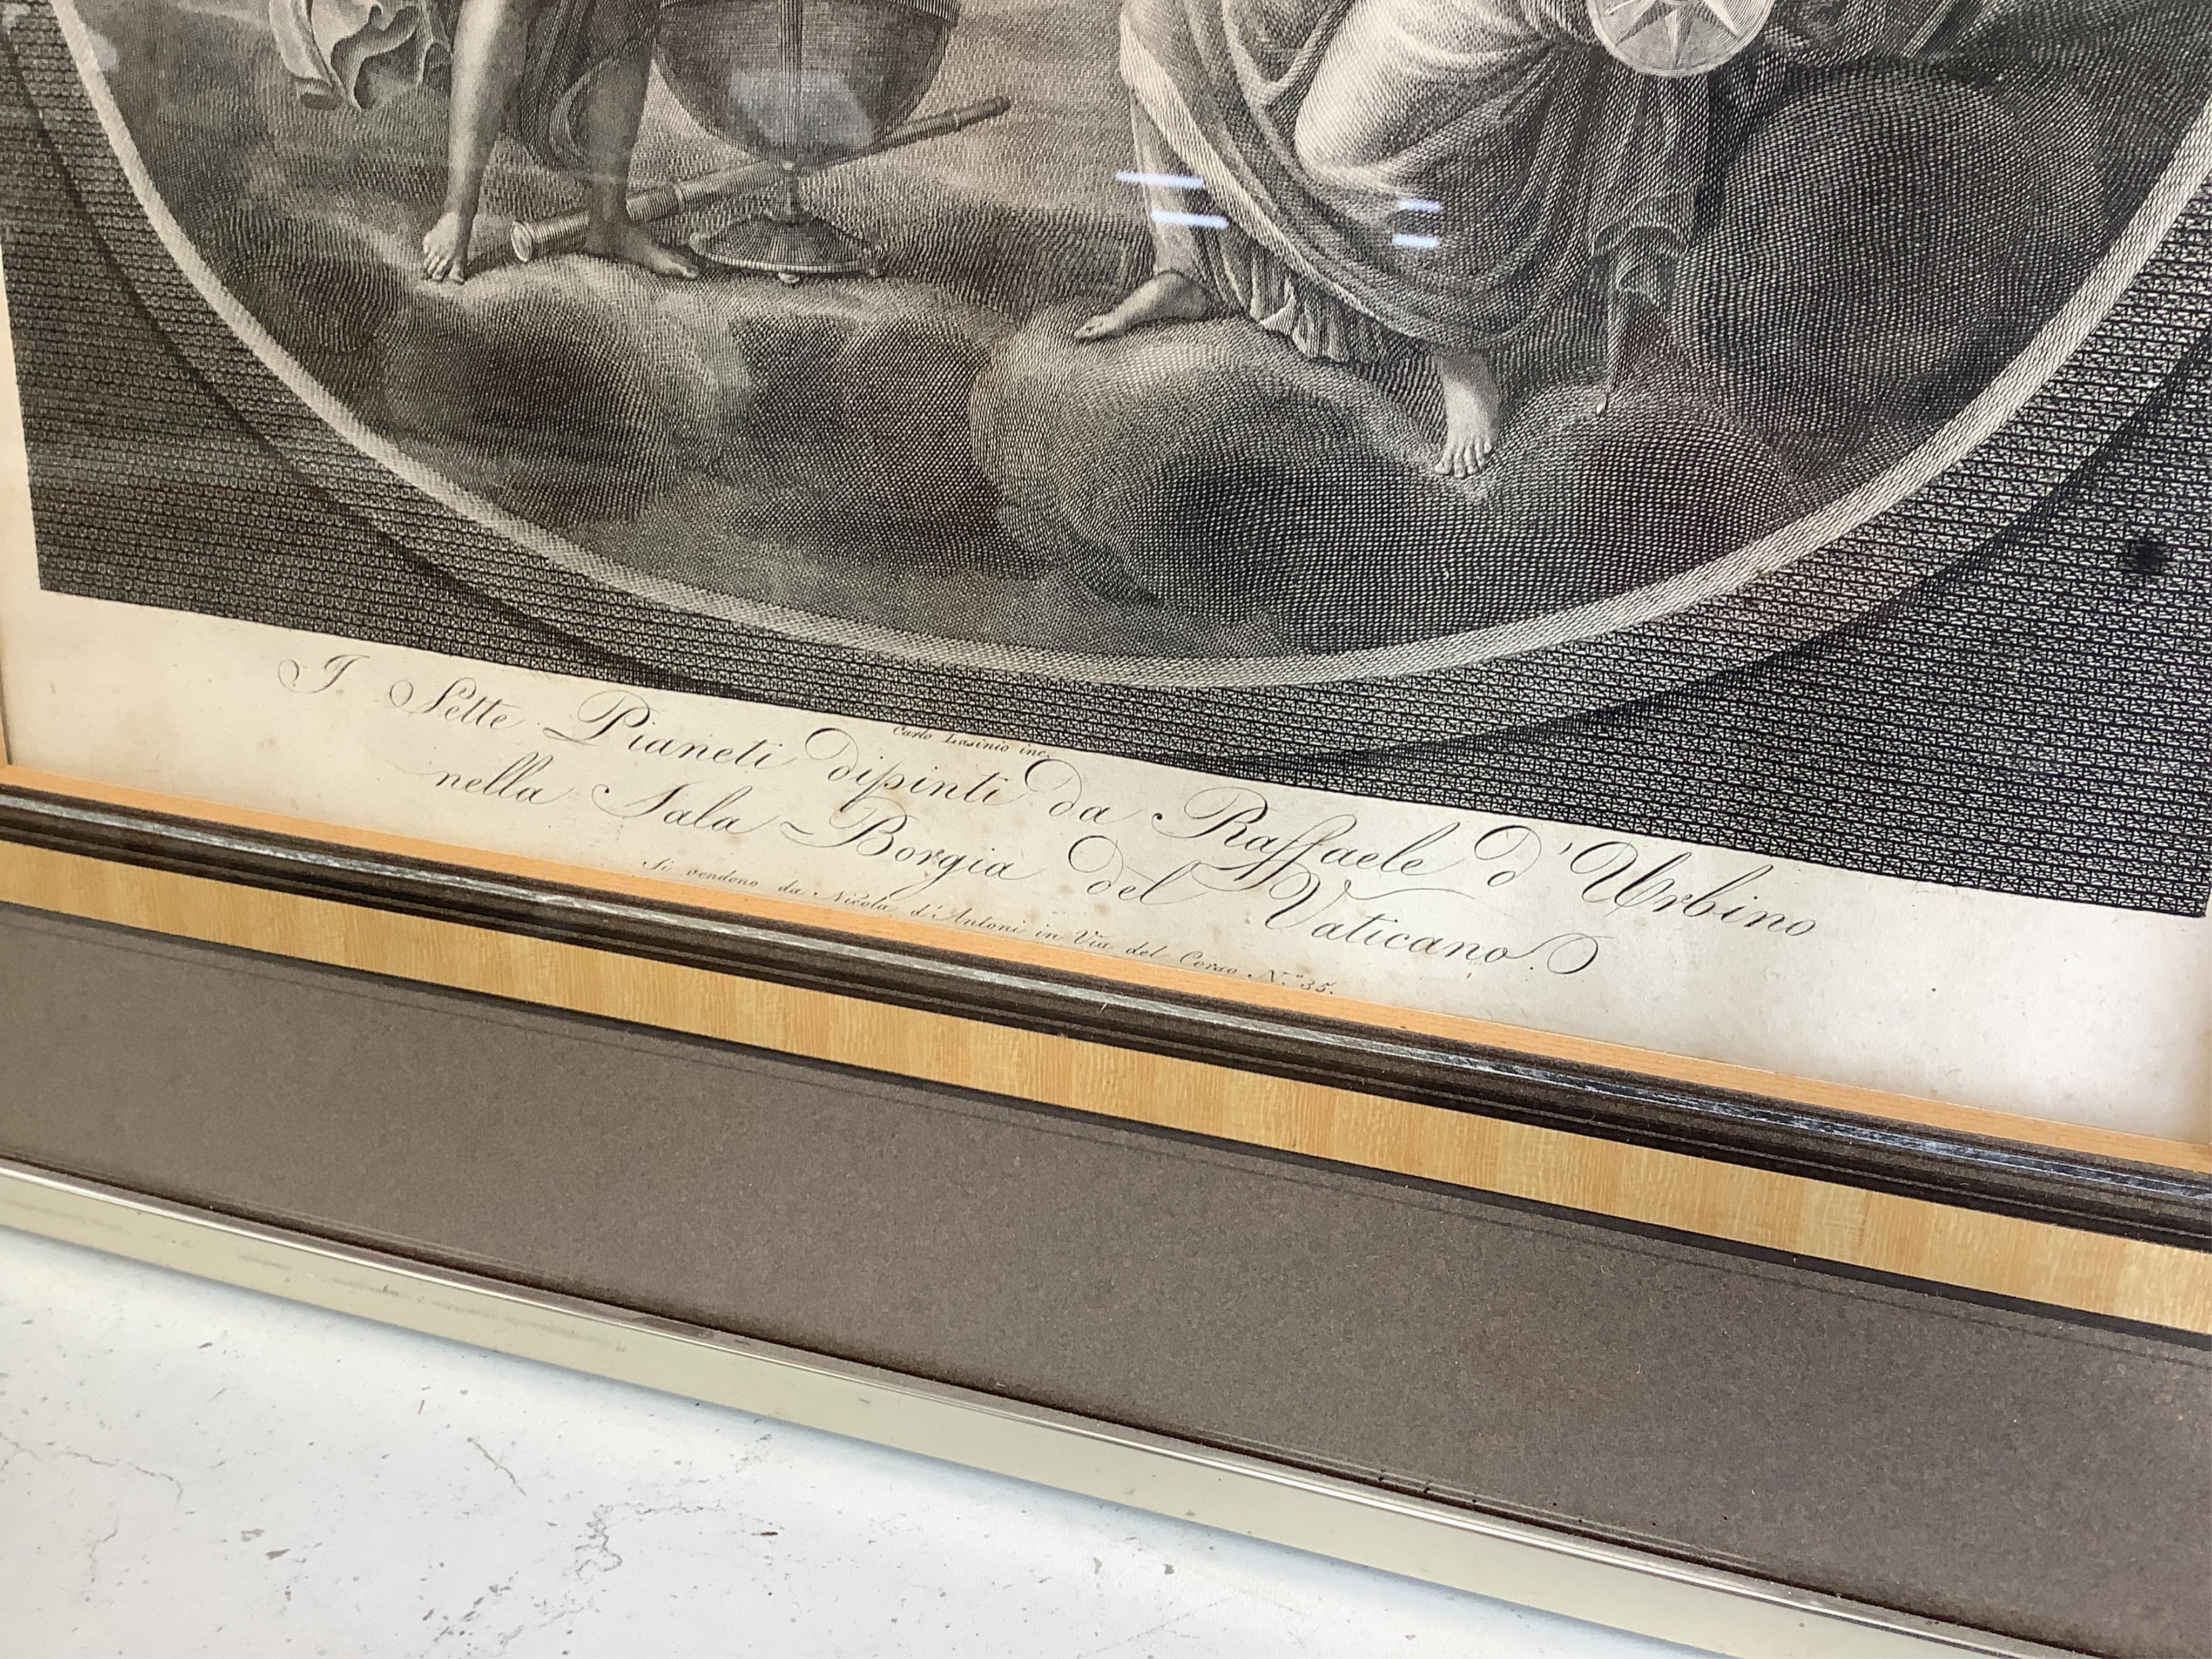 Carlo Lasinio inc.
I Sette Pianeti dipinti da Raffaele d'Urbino
nella Sala Borgia del Vaticano.
Si vendono da Nicola d'Antoni in Via del Corso N.º 35.